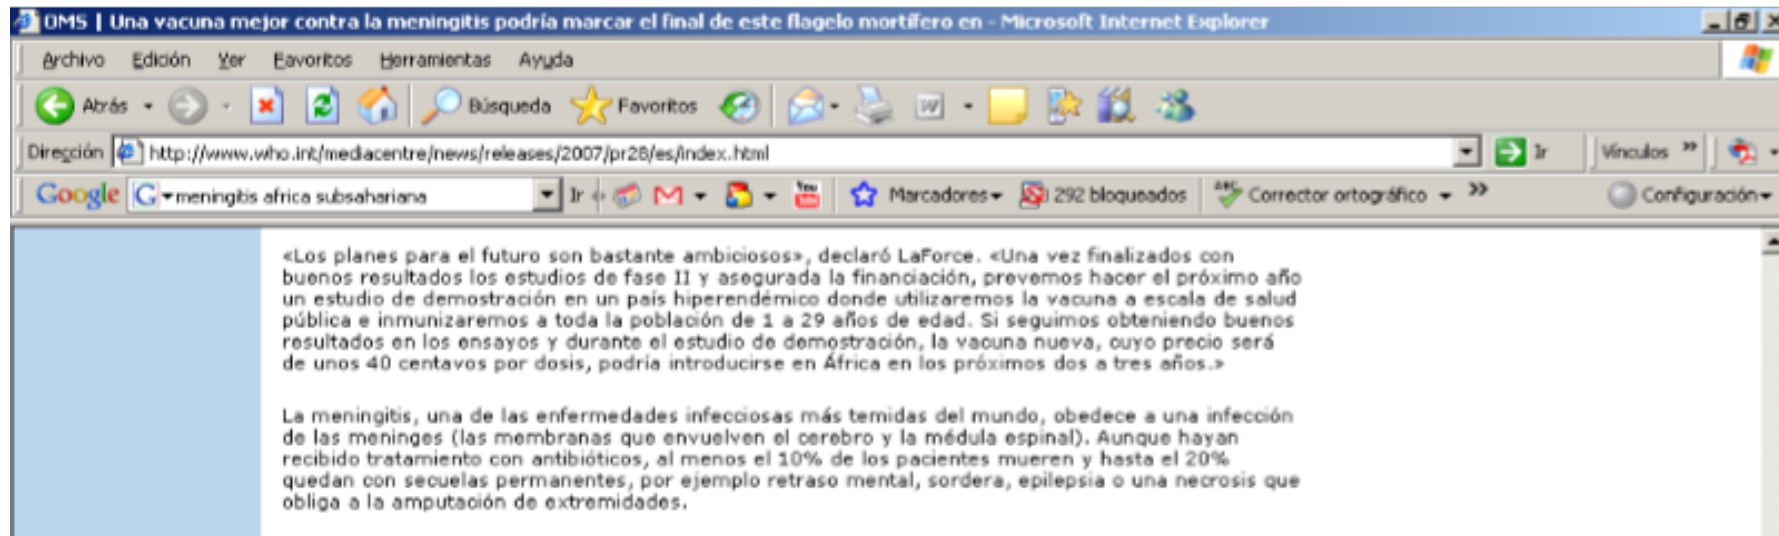 OMS | Una vacuna mejor contra la meningitis podría marcar el final de este flagelo mortífero en - Microsoft Internet Explorer
Archivo Edición Ver Favoritos Herramientas Ayuda
Atrás Búsqueda Favoritos
Dirección http://www.who.int/mediacentre/news/releases/2007/pr28/es/index.html Ir Vínculos »
Google G meningitis africa subsahariana Ir Marcadores 292 bloqueados Corrector ortográfico » Configuración
«Los planes para el futuro son bastante ambiciosos», declaró LaForce. «Una vez finalizados con
buenos resultados los estudios de fase II y asegurada la financiación, prevemos hacer el próximo año
un estudio de demostración en un país hiperendémico donde utilizaremos la vacuna a escala de salud
pública e inmunizaremos a toda la población de 1 a 29 años de edad. Si seguimos obteniendo buenos
resultados en los ensayos y durante el estudio de demostración, la vacuna nueva, cuyo precio será
de unos 40 centavos por dosis, podría introducirse en África en los próximos dos a tres años.»
La meningitis, una de las enfermedades infecciosas más temidas del mundo, obedece a una infección
de las meninges (las membranas que envuelven el cerebro y la médula espinal). Aunque hayan
recibido tratamiento con antibióticos, al menos el 10% de los pacientes mueren y hasta el 20%
quedan con secuelas permanentes, por ejemplo retraso mental, sordera, epilepsia o una necrosis que
obliga a la amputación de extremidades.